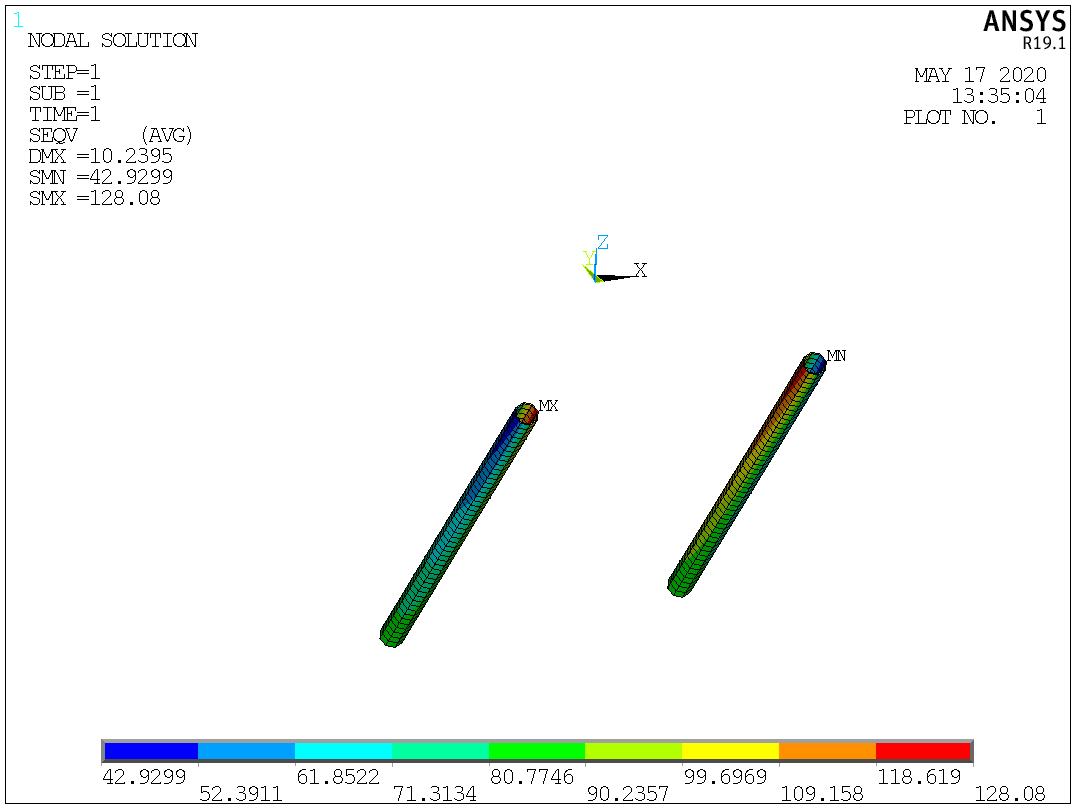 1
ANSYS
R19.1
NODAL SOLUTION
STEP=1
SUB =1
TIME=1
SEQV (AVG)
DMX =10.2395
SMN =42.9299
SMX =128.08
MAY 17 2020
13:35:04
PLOT NO. 1
Z
Y
X
MN
MX
42.9299 61.8522 80.7746 99.6969 118.619
52.3911 71.3134 90.2357 109.158 128.08